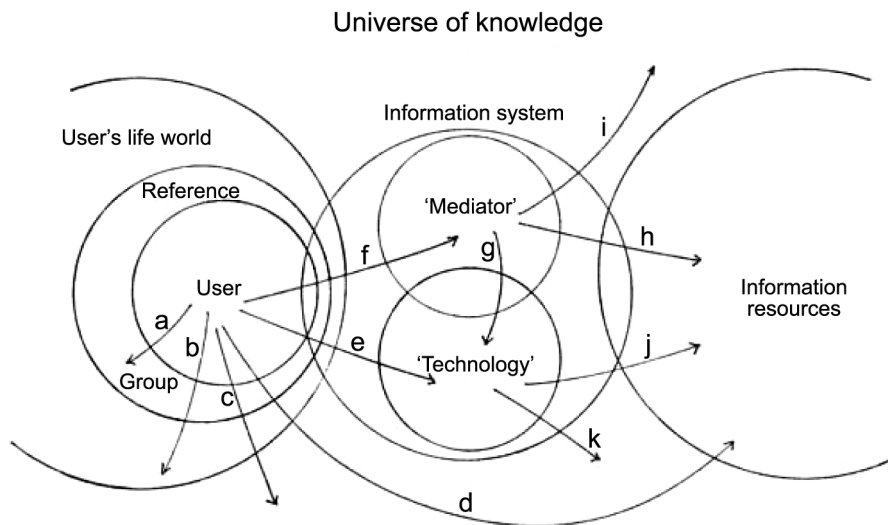 Universe of knowledge
Information system
i
User's life world
Reference
'Mediator'
f
g
h
User
Information
resources
a
b
e
'Technology'
j
Group
c
k
d